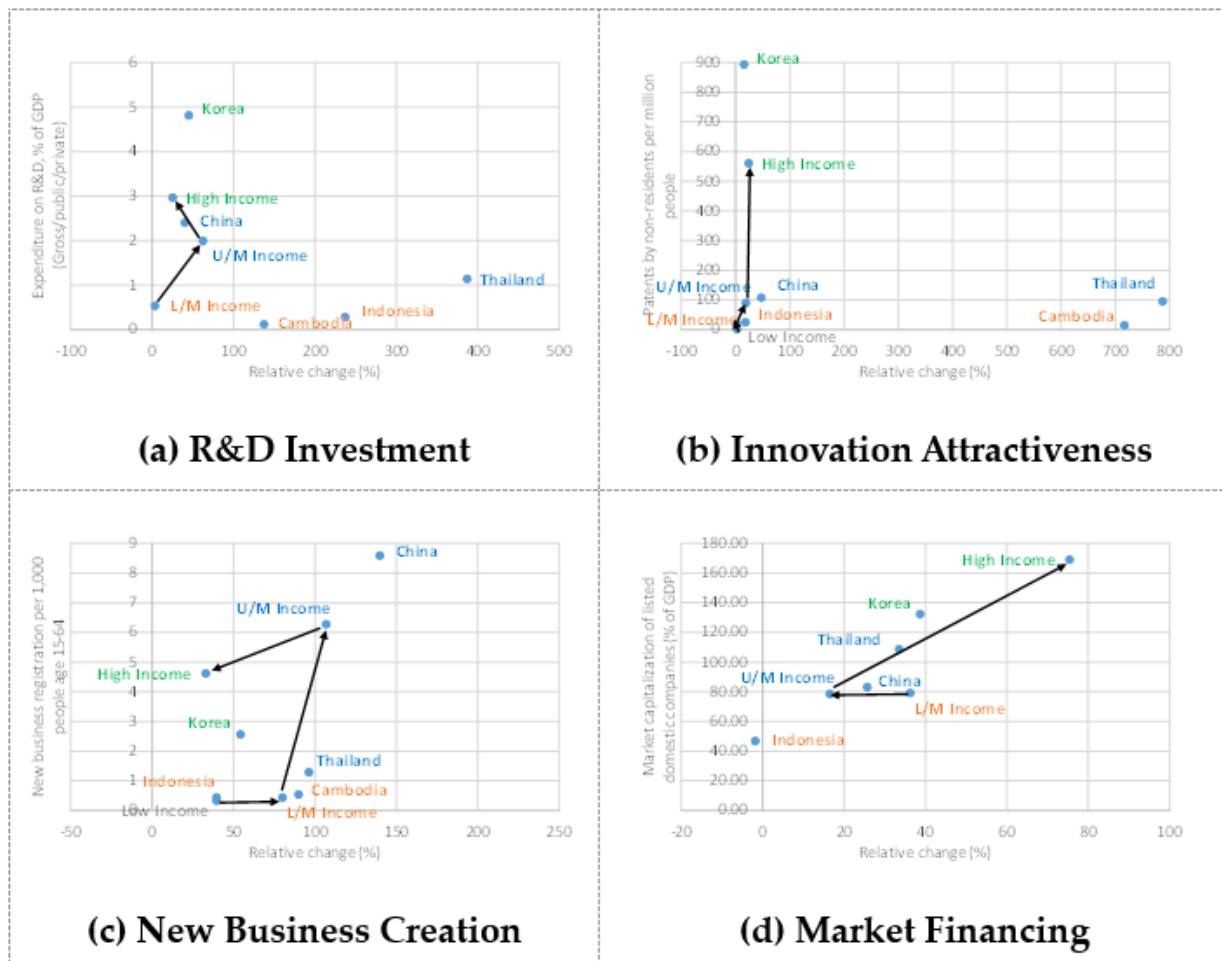 6
5
4
3
2
1
0
-100
0
100
200
300
400
500
Expenditure on R&D, % of GDP
(Gross/public/private)
Relative change (%)
Korea
High Income
China
U/M Income
L/M Income
Thailand
Indonesia
Cambodia
(a) R&D Investment
900
800
700
600
500
400
300
200
100
0
-100
0
100
200
300
400
500
600
700
800
Patents by non-residents per million
people
Relative change (%)
Korea
High Income
U/M Income
China
Thailand
L/M Income
Indonesia
Cambodia
Low Income
(b) Innovation Attractiveness
9
8
7
6
5
4
3
2
1
0
-50
0
50
100
150
200
250
New business registration per 1,000
people age 15-64
Relative change (%)
China
U/M Income
High Income
Korea
Thailand
Indonesia
Cambodia
Low Income
L/M Income
(c) New Business Creation
180.00
160.00
140.00
120.00
100.00
80.00
60.00
40.00
20.00
0.00
-20
0
20
40
60
80
100
Market capitalization of listed
domestic companies (% of GDP)
Relative change (%)
High Income
Korea
Thailand
U/M Income
China
L/M Income
Indonesia
(d) Market Financing